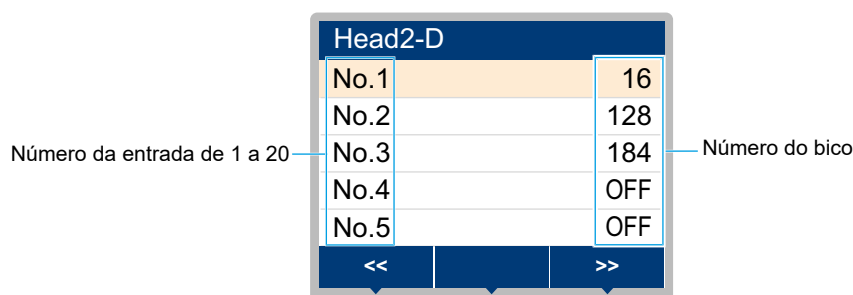 Head2-D
No.1 16
No.2 128
Número da entrada de 1 a 20 No.3 184 Número do bico
No.4 OFF
No.5 OFF
<< >>